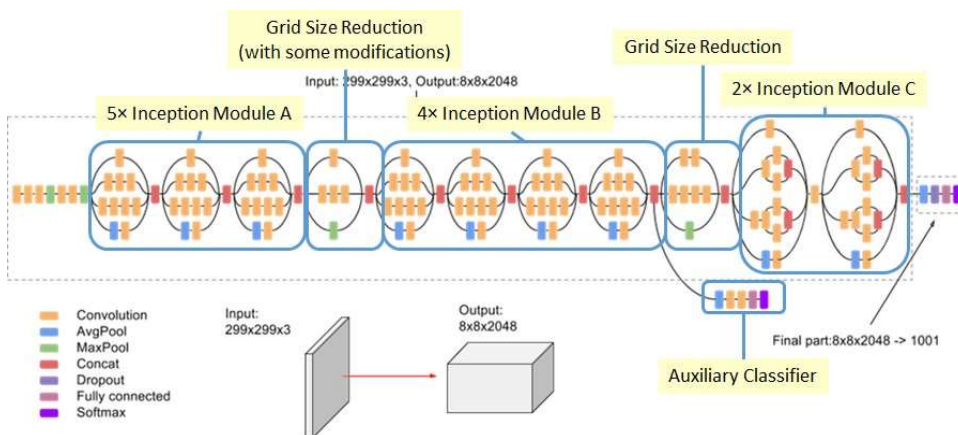 Grid Size Reduction
(with some modifications)
Grid Size Reduction
Input: 299x299x3, Output:8x8x2048
2× Inception Module C
5× Inception Module A
4× Inception Module B
Convolution
AvgPool
MaxPool
Concat
Dropout
Fully connected
Softmax
Input:
299x299x3
Output:
8x8x2048
Final part:8x8x2048 -> 1001
Auxiliary Classifier